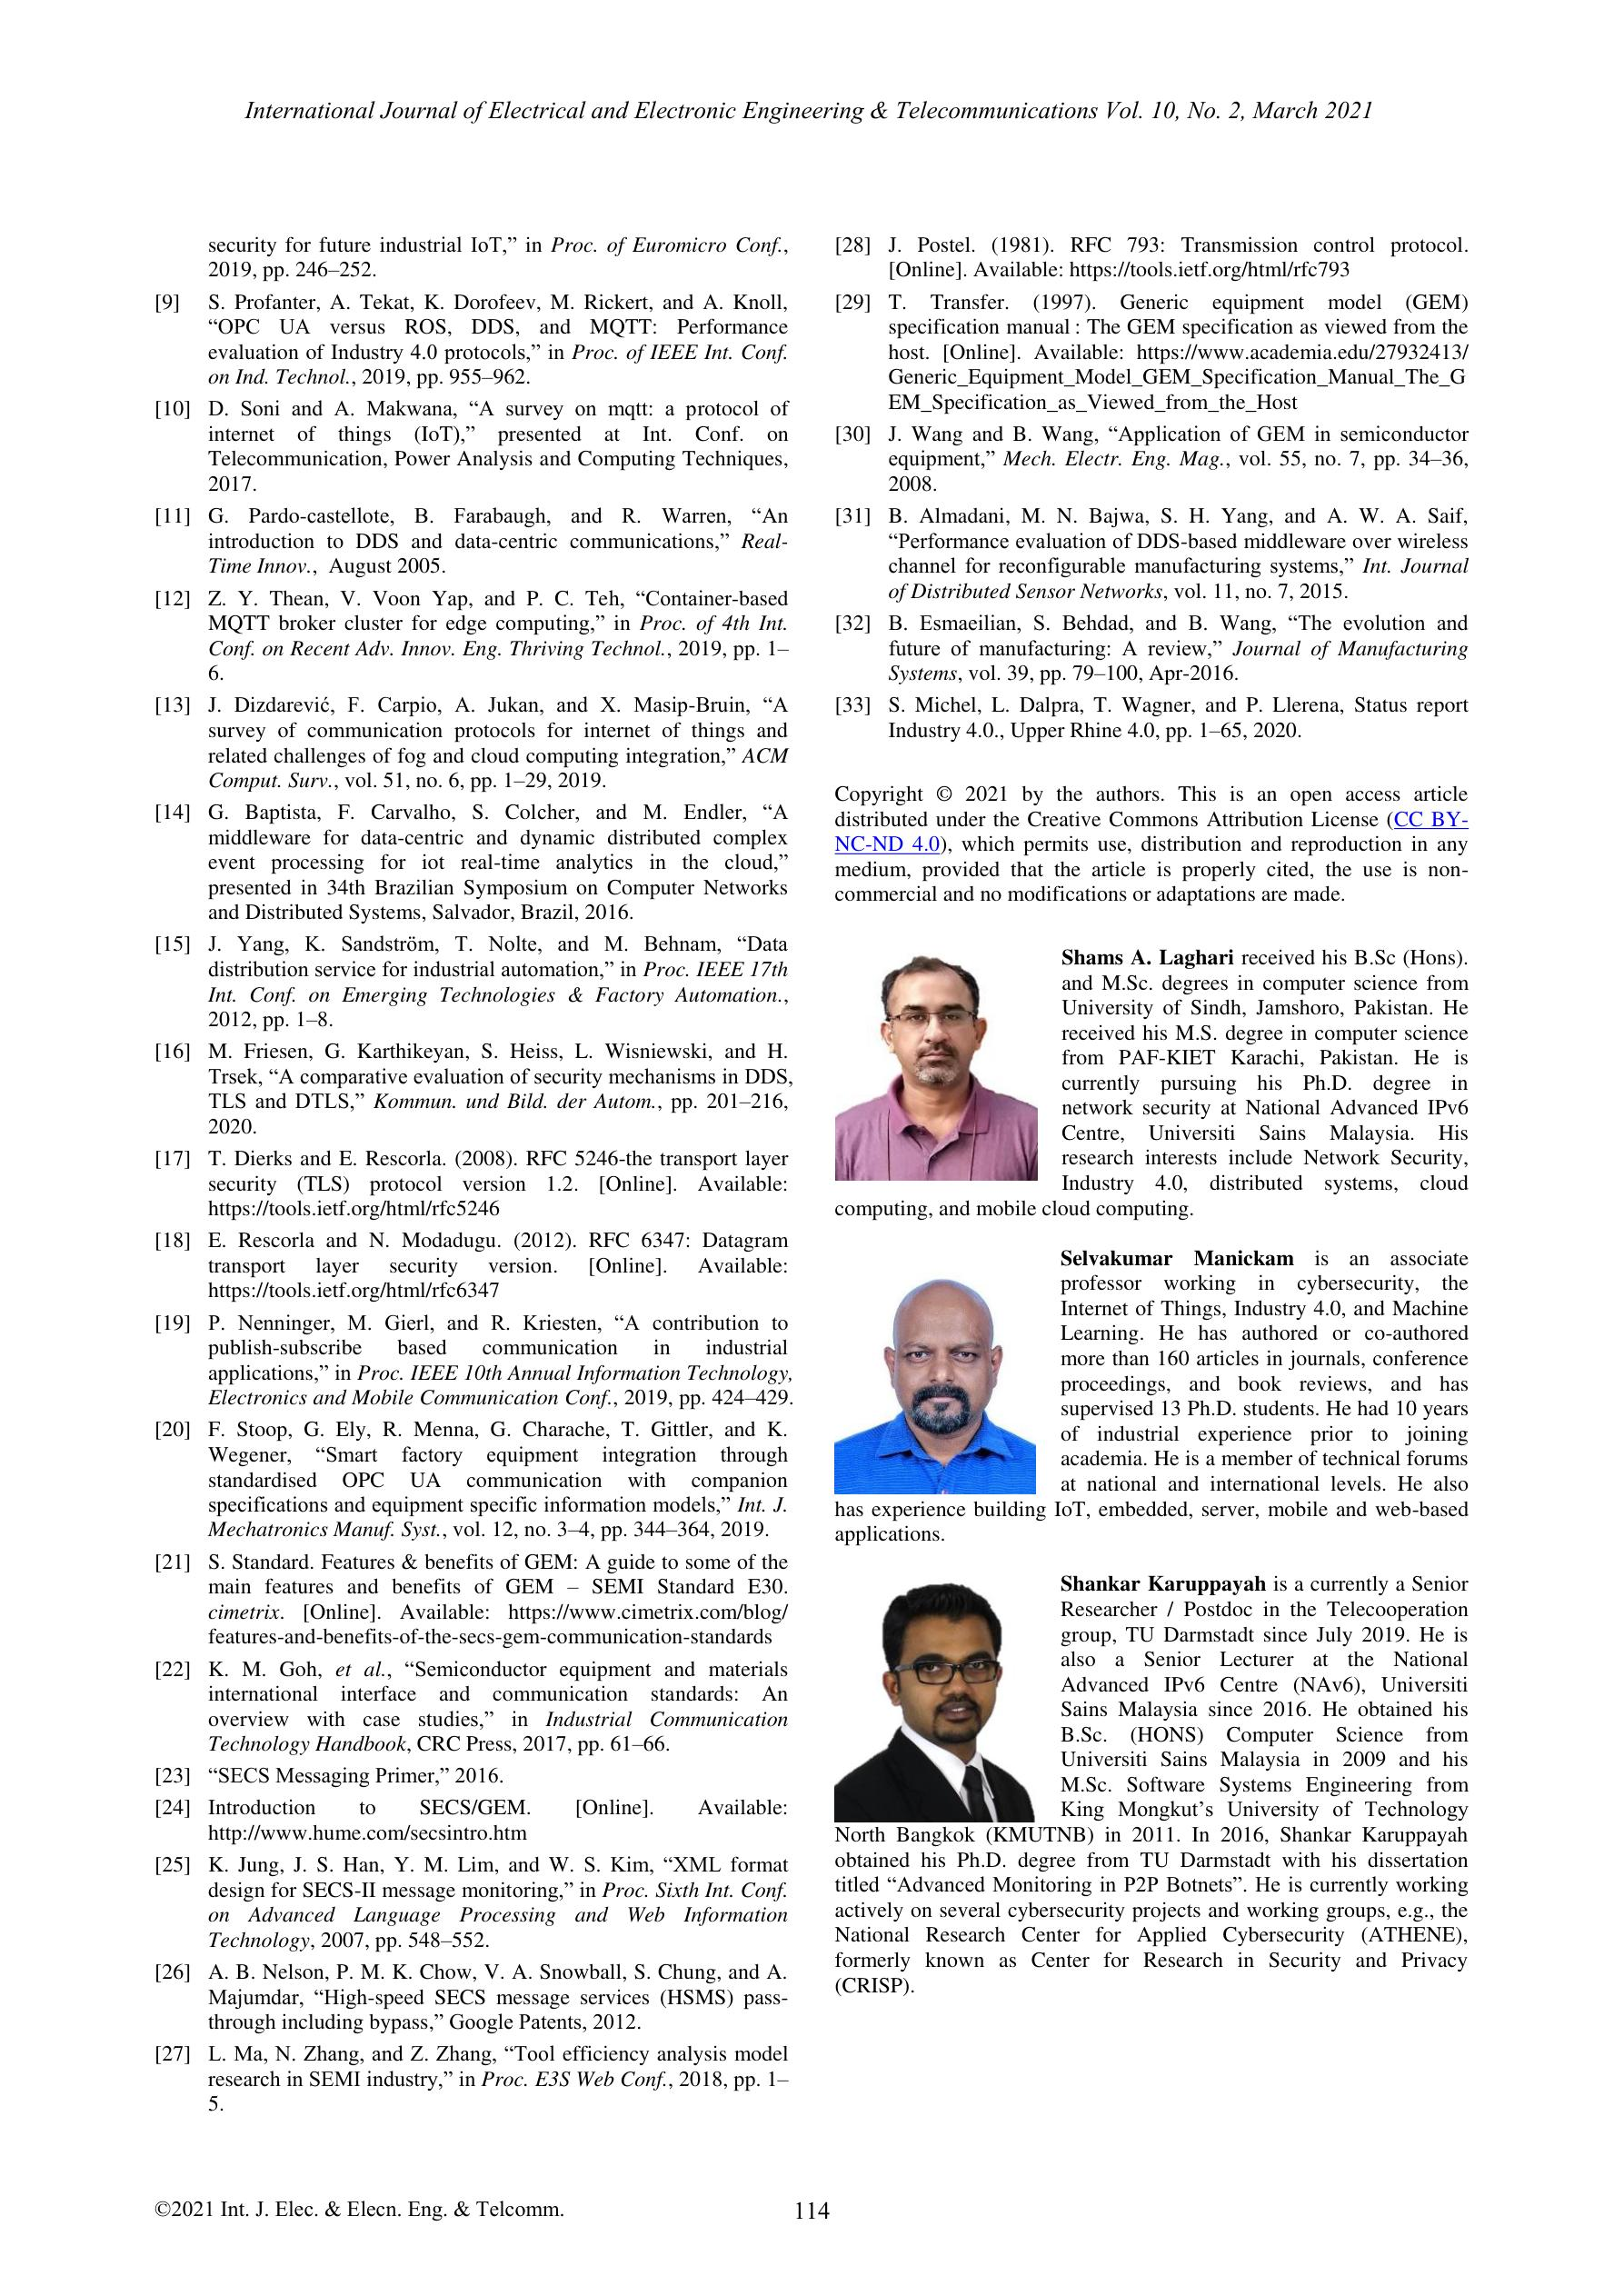 International Journal of Electrical and Electronic Engineering & Telecommunications Vol. 10, No. 2, March 2021
security for future industrial IoT,” in Proc. of Euromicro Conf.,
2019, pp. 246–252.
[9] S. Profanter, A. Tekat, K. Dorofeev, M. Rickert, and A. Knoll,
“OPC UA versus ROS, DDS, and MQTT: Performance
evaluation of Industry 4.0 protocols,” in Proc. of IEEE Int. Conf.
on Ind. Technol., 2019, pp. 955–962.
[10] D. Soni and A. Makwana, “A survey on mqtt: a protocol of
internet of things (IoT),” presented at Int. Conf. on
Telecommunication, Power Analysis and Computing Techniques,
2017.
[11] G. Pardo-castellote, B. Farabaugh, and R. Warren, “An
introduction to DDS and data-centric communications,” Real-
Time Innov., August 2005.
[12] Z. Y. Thean, V. Voon Yap, and P. C. Teh, “Container-based
MQTT broker cluster for edge computing,” in Proc. of 4th Int.
Conf. on Recent Adv. Innov. Eng. Thriving Technol., 2019, pp. 1–
6.
[13] J. Dizdarević, F. Carpio, A. Jukan, and X. Masip-Bruin, “A
survey of communication protocols for internet of things and
related challenges of fog and cloud computing integration,” ACM
Comput. Surv., vol. 51, no. 6, pp. 1–29, 2019.
[14] G. Baptista, F. Carvalho, S. Colcher, and M. Endler, “A
middleware for data-centric and dynamic distributed complex
event processing for iot real-time analytics in the cloud,”
presented in 34th Brazilian Symposium on Computer Networks
and Distributed Systems, Salvador, Brazil, 2016.
[15] J. Yang, K. Sandström, T. Nolte, and M. Behnam, “Data
distribution service for industrial automation,” in Proc. IEEE 17th
Int. Conf. on Emerging Technologies & Factory Automation.,
2012, pp. 1–8.
[16] M. Friesen, G. Karthikeyan, S. Heiss, L. Wisniewski, and H.
Trsek, “A comparative evaluation of security mechanisms in DDS,
TLS and DTLS,” Kommun. und Bild. der Autom., pp. 201–216,
2020.
[17] T. Dierks and E. Rescorla. (2008). RFC 5246-the transport layer
security (TLS) protocol version 1.2. [Online]. Available:
https://tools.ietf.org/html/rfc5246
[18] E. Rescorla and N. Modadugu. (2012). RFC 6347: Datagram
transport layer security version. [Online]. Available:
https://tools.ietf.org/html/rfc6347
[19] P. Nenninger, M. Gierl, and R. Kriesten, “A contribution to
publish-subscribe based communication in industrial
applications,” in Proc. IEEE 10th Annual Information Technology,
Electronics and Mobile Communication Conf., 2019, pp. 424–429.
[20] F. Stoop, G. Ely, R. Menna, G. Charache, T. Gittler, and K.
Wegener, “Smart factory equipment integration through
standardised OPC UA communication with companion
specifications and equipment specific information models,” Int. J.
Mechatronics Manuf. Syst., vol. 12, no. 3–4, pp. 344–364, 2019.
[21] S. Standard. Features & benefits of GEM: A guide to some of the
main features and benefits of GEM – SEMI Standard E30.
cimetrix. [Online]. Available: https://www.cimetrix.com/blog/
features-and-benefits-of-the-secs-gem-communication-standards
[22] K. M. Goh, et al., “Semiconductor equipment and materials
international interface and communication standards: An
overview with case studies,” in Industrial Communication
Technology Handbook, CRC Press, 2017, pp. 61–66.
[23] “SECS Messaging Primer,” 2016.
[24] Introduction to SECS/GEM. [Online]. Available:
http://www.hume.com/secsintro.htm
[25] K. Jung, J. S. Han, Y. M. Lim, and W. S. Kim, “XML format
design for SECS-II message monitoring,” in Proc. Sixth Int. Conf.
on Advanced Language Processing and Web Information
Technology, 2007, pp. 548–552.
[26] A. B. Nelson, P. M. K. Chow, V. A. Snowball, S. Chung, and A.
Majumdar, “High-speed SECS message services (HSMS) pass-
through including bypass,” Google Patents, 2012.
[27] L. Ma, N. Zhang, and Z. Zhang, “Tool efficiency analysis model
research in SEMI industry,” in Proc. E3S Web Conf., 2018, pp. 1–
5.
[28] J. Postel. (1981). RFC 793: Transmission control protocol.
[Online]. Available: https://tools.ietf.org/html/rfc793
[29] T. Transfer. (1997). Generic equipment model (GEM)
specification manual : The GEM specification as viewed from the
host. [Online]. Available: https://www.academia.edu/27932413/
Generic_Equipment_Model_GEM_Specification_Manual_The_G
EM_Specification_as_Viewed_from_the_Host
[30] J. Wang and B. Wang, “Application of GEM in semiconductor
equipment,” Mech. Electr. Eng. Mag., vol. 55, no. 7, pp. 34–36,
2008.
[31] B. Almadani, M. N. Bajwa, S. H. Yang, and A. W. A. Saif,
“Performance evaluation of DDS-based middleware over wireless
channel for reconfigurable manufacturing systems,” Int. Journal
of Distributed Sensor Networks, vol. 11, no. 7, 2015.
[32] B. Esmaeilian, S. Behdad, and B. Wang, “The evolution and
future of manufacturing: A review,” Journal of Manufacturing
Systems, vol. 39, pp. 79–100, Apr-2016.
[33] S. Michel, L. Dalpra, T. Wagner, and P. Llerena, Status report
Industry 4.0., Upper Rhine 4.0, pp. 1–65, 2020.
Copyright © 2021 by the authors. This is an open access article
distributed under the Creative Commons Attribution License (CC BY-
NC-ND 4.0), which permits use, distribution and reproduction in any
medium, provided that the article is properly cited, the use is non-
commercial and no modifications or adaptations are made.
Shams A. Laghari received his B.Sc (Hons).
and M.Sc. degrees in computer science from
University of Sindh, Jamshoro, Pakistan. He
received his M.S. degree in computer science
from PAF-KIET Karachi, Pakistan. He is
currently pursuing his Ph.D. degree in
network security at National Advanced IPv6
Centre, Universiti Sains Malaysia. His
research interests include Network Security,
Industry 4.0, distributed systems, cloud
computing, and mobile cloud computing.
Selvakumar Manickam is an associate
professor working in cybersecurity, the
Internet of Things, Industry 4.0, and Machine
Learning. He has authored or co-authored
more than 160 articles in journals, conference
proceedings, and book reviews, and has
supervised 13 Ph.D. students. He had 10 years
of industrial experience prior to joining
academia. He is a member of technical forums
at national and international levels. He also
has experience building IoT, embedded, server, mobile and web-based
applications.
Shankar Karuppayah is a currently a Senior
Researcher / Postdoc in the Telecooperation
group, TU Darmstadt since July 2019. He is
also a Senior Lecturer at the National
Advanced IPv6 Centre (NAv6), Universiti
Sains Malaysia since 2016. He obtained his
B.Sc. (HONS) Computer Science from
Universiti Sains Malaysia in 2009 and his
M.Sc. Software Systems Engineering from
King Mongkut’s University of Technology
North Bangkok (KMUTNB) in 2011. In 2016, Shankar Karuppayah
obtained his Ph.D. degree from TU Darmstadt with his dissertation
titled “Advanced Monitoring in P2P Botnets”. He is currently working
actively on several cybersecurity projects and working groups, e.g., the
National Research Center for Applied Cybersecurity (ATHENE),
formerly known as Center for Research in Security and Privacy
(CRISP).
©2021 Int. J. Elec. & Elecn. Eng. & Telcomm.
114